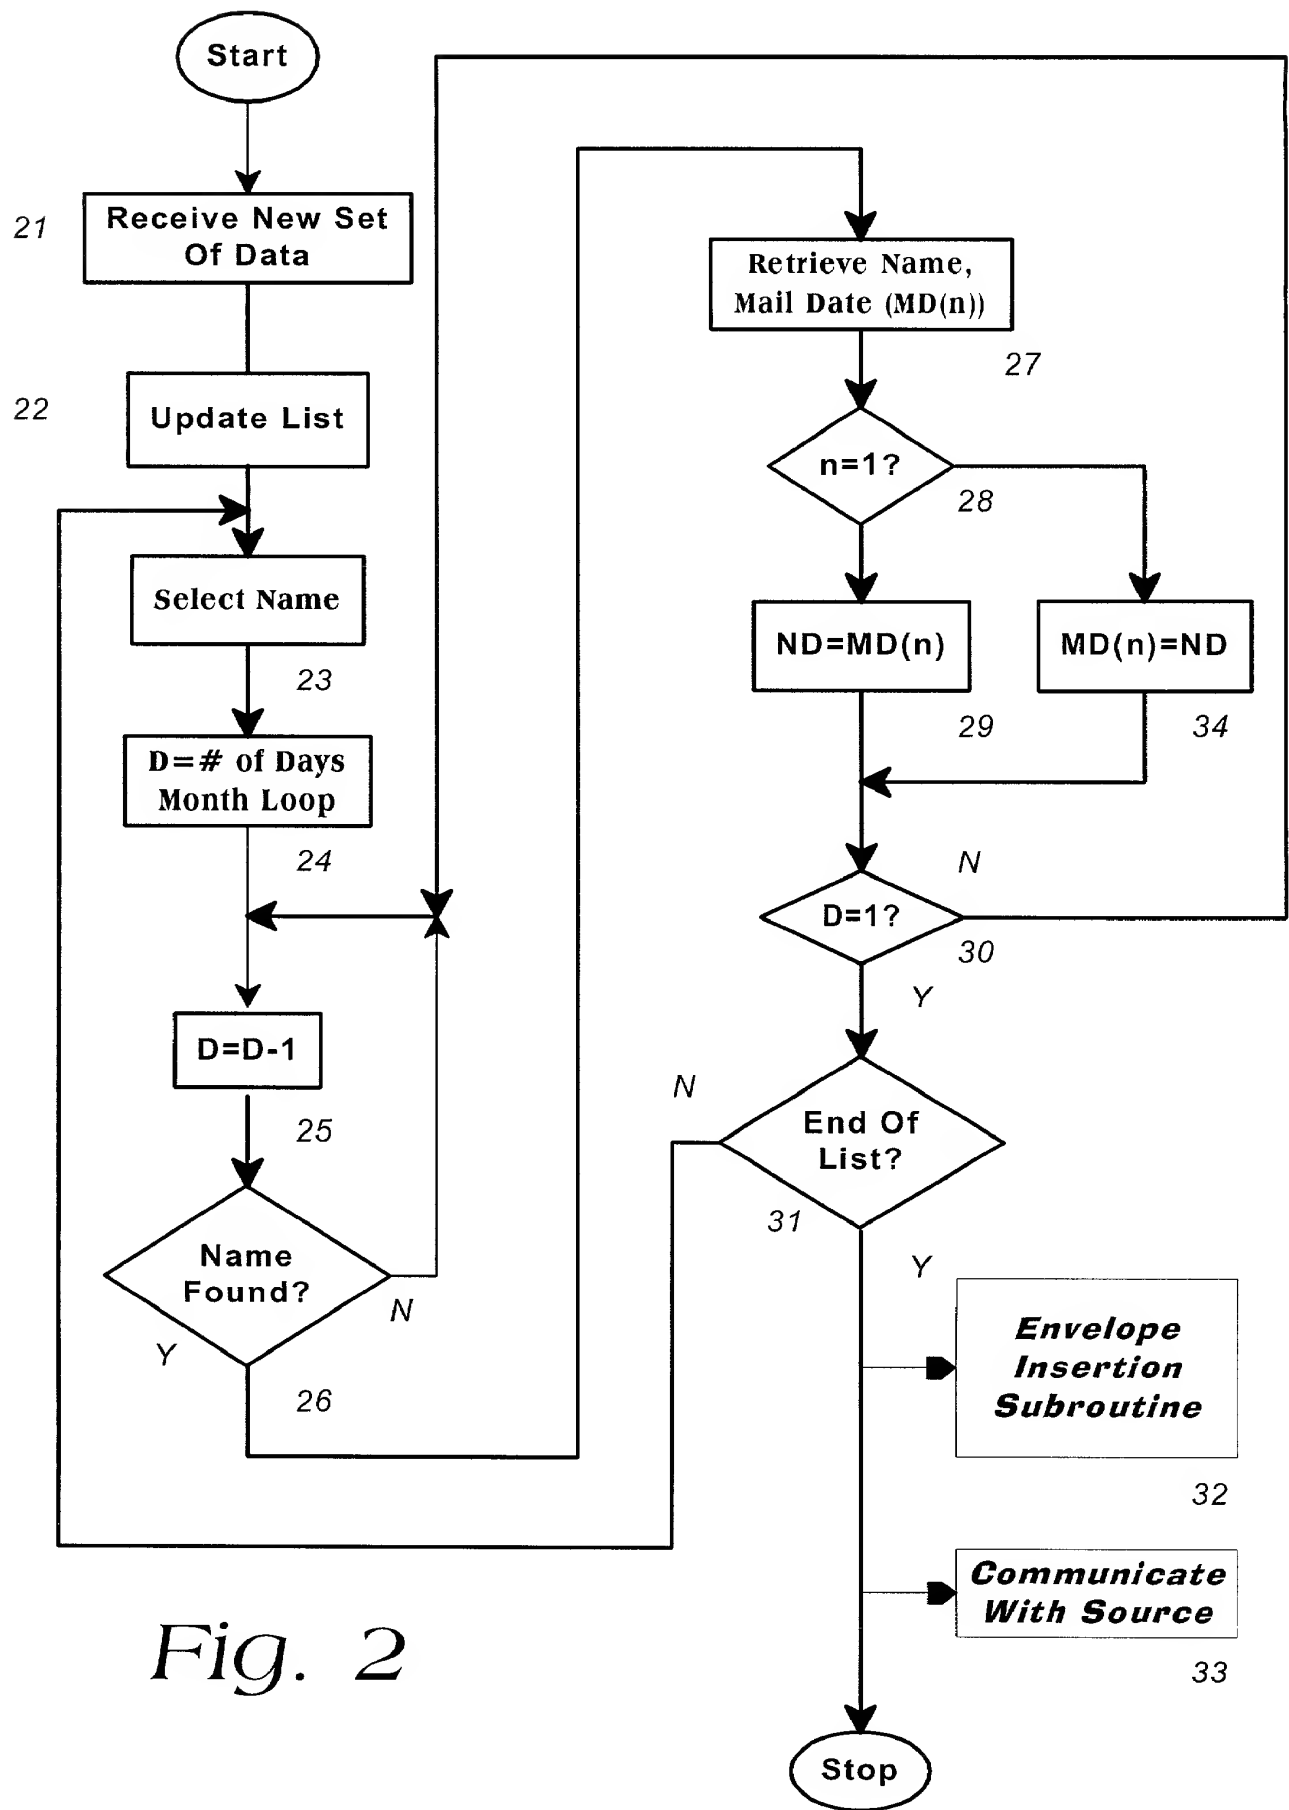 Start
21
Receive New Set
Of Data
22
Update List
Select Name
23
D=# of Days
Month Loop
24
D=D-1
25
Name
Found?
N
Y
26
Retrieve Name,
Mail Date (MD(n))
27
n=1?
28
ND=MD(n)
29
MD(n)=ND
34
D=1?
N
30
Y
End Of
List?
N
31
Y
Envelope
Insertion
Subroutine
32
Communicate
With Source
33
Stop
Fig. 2